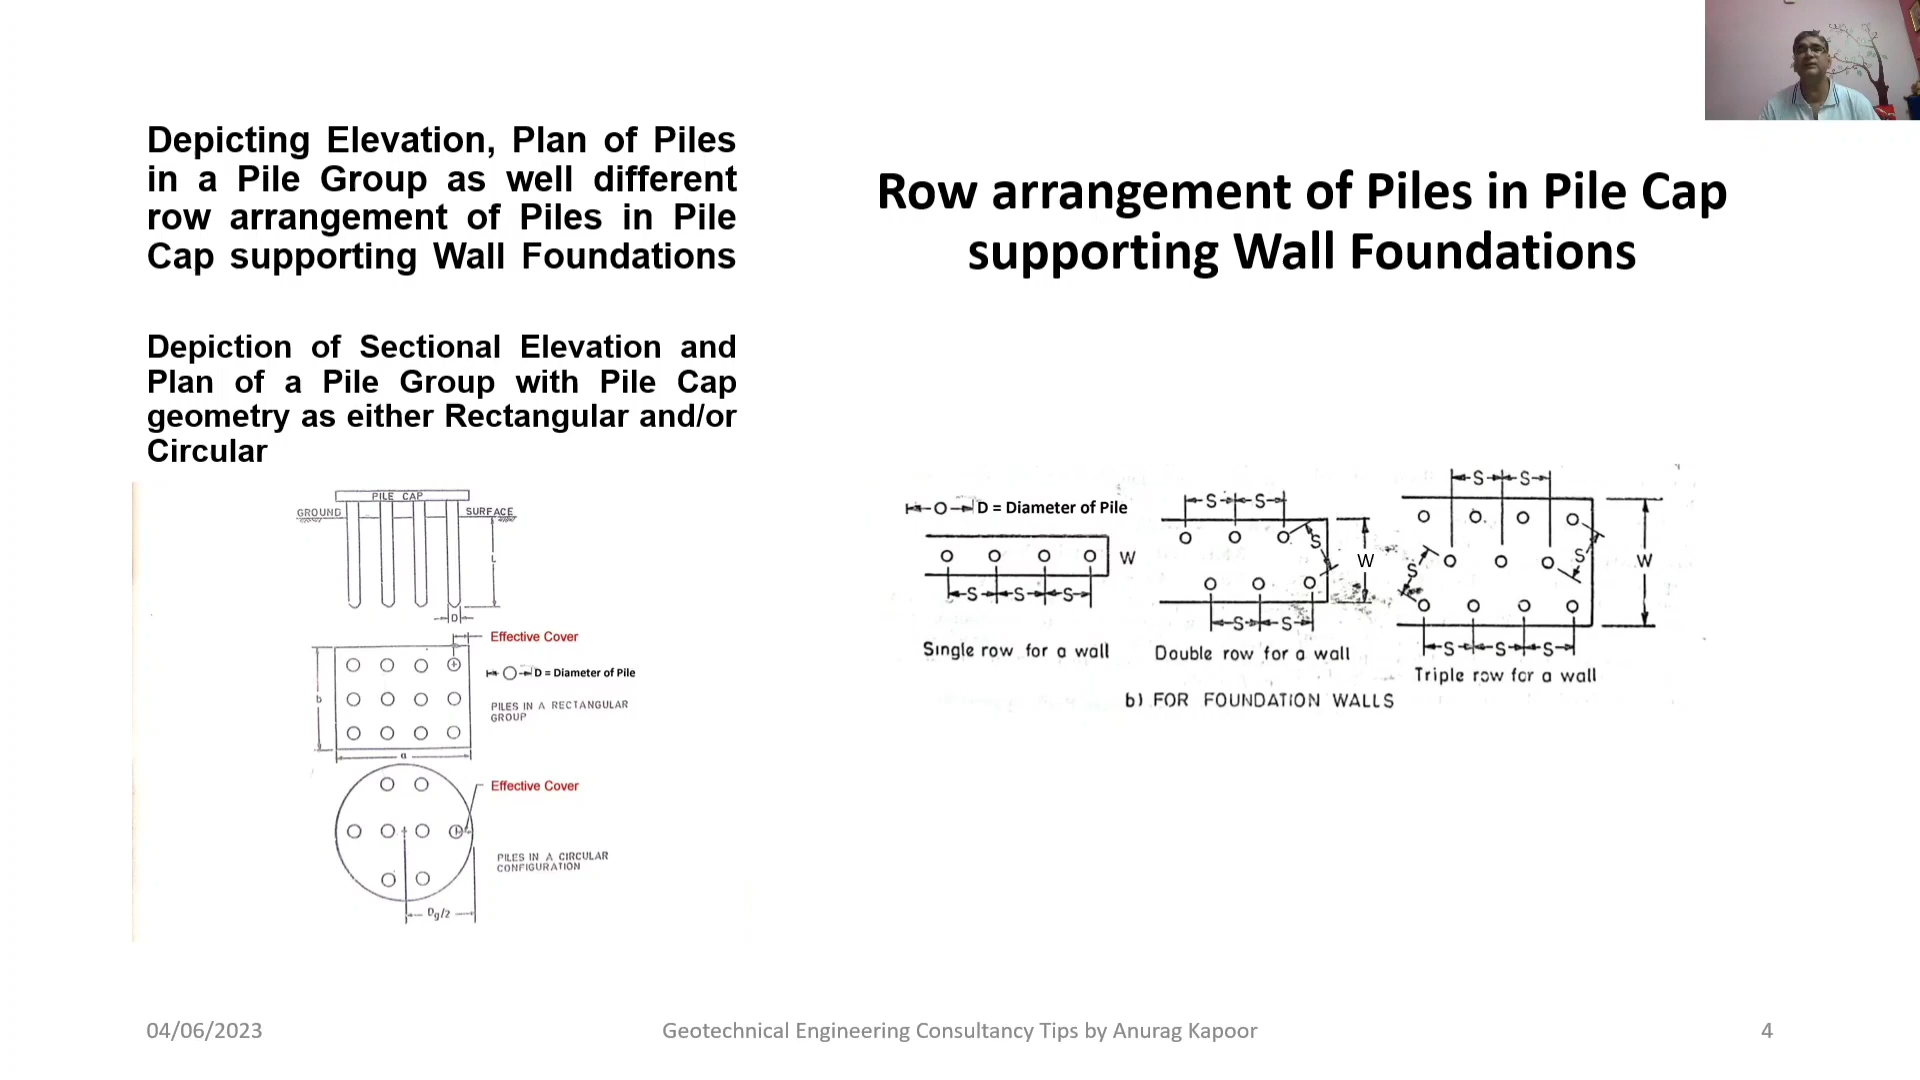 Depicting Elevation, Plan of Piles
in a Pile Group as well different
row arrangement of Piles in Pile
Cap supporting Wall Foundations
Depiction of Sectional Elevation and
Plan of a Pile Group with Pile Cap
geometry as either Rectangular and/or
Circular
PILE CAP
GROUND
SURFACE
L
D
Effective Cover
D = Diameter of Pile
b
PILES IN A RECTANGULAR
GROUP
a
Effective Cover
PILES IN A CIRCULAR
CONFIGURATION
Dg/2
Row arrangement of Piles in Pile Cap
supporting Wall Foundations
D = Diameter of Pile
W
S S S
Single row for a wall
S S
S
W
S S
Double row for a wall
S S
S
S
W
S S S
Triple row for a wall
b) FOR FOUNDATION WALLS
04/06/2023
Geotechnical Engineering Consultancy Tips by Anurag Kapoor
4